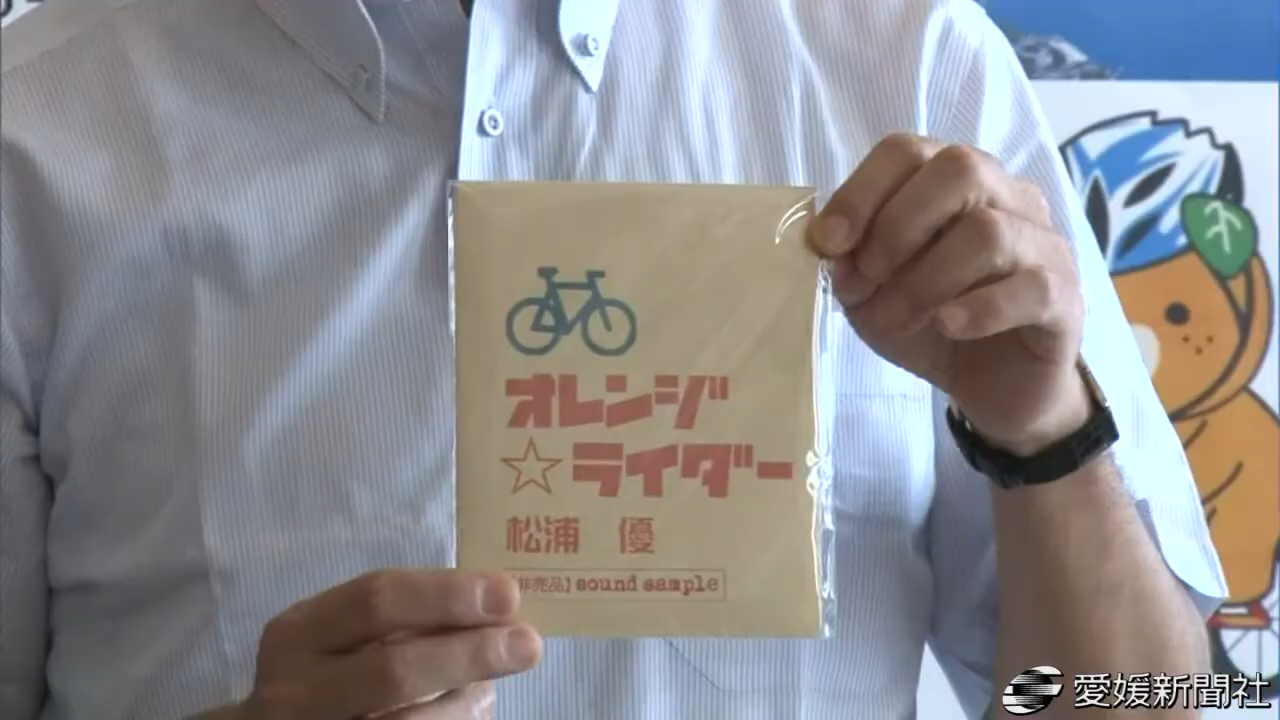 オレンジ
☆ライダー
松浦 優
非売品】sound sample
愛媛新聞社